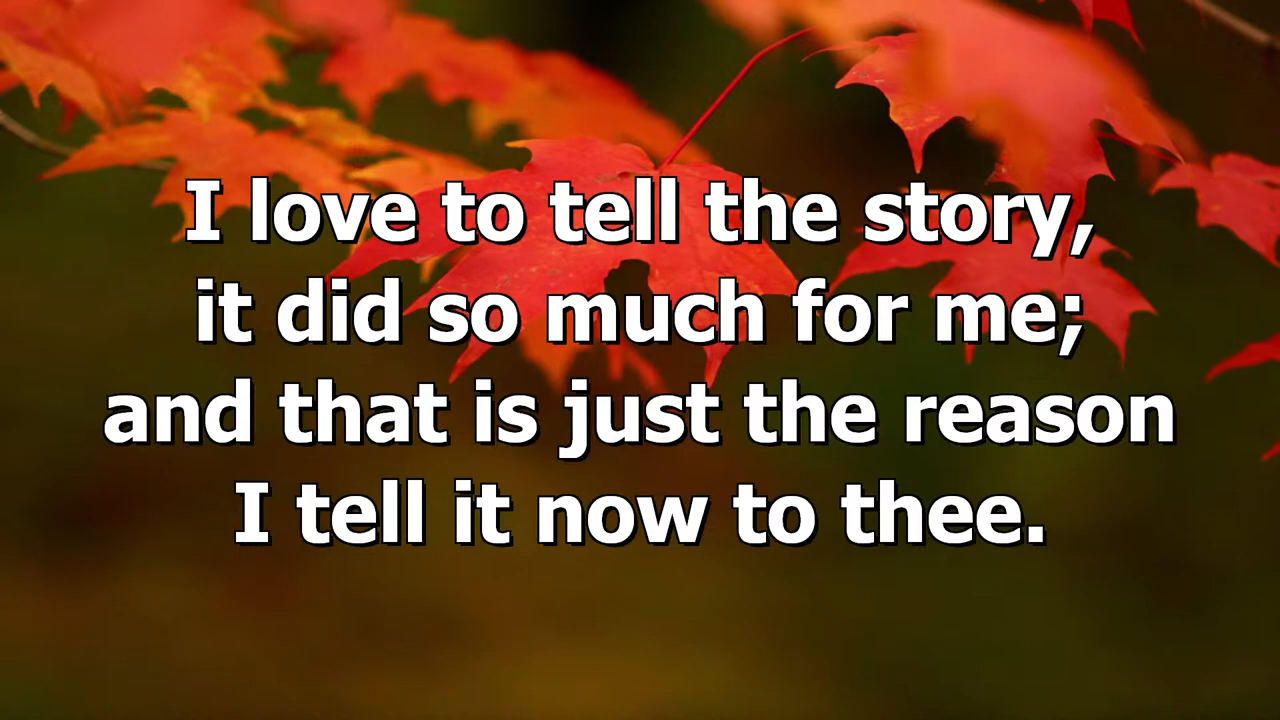 I love to tell the story,
it did so much for me;
and that is just the reason
I tell it now to thee.